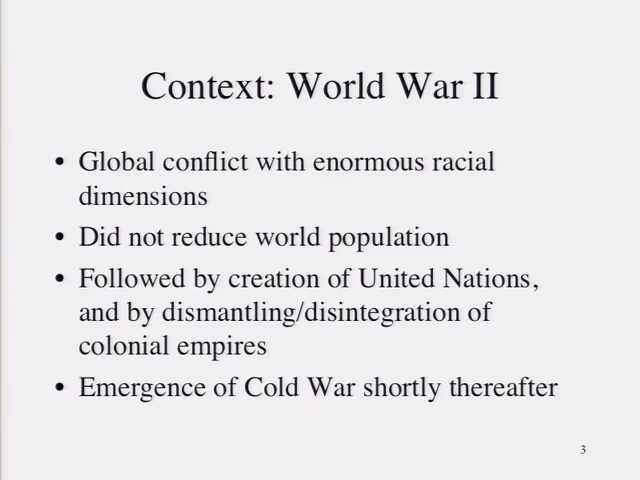 Context: World War II
• Global conflict with enormous racial
dimensions
• Did not reduce world population
• Followed by creation of United Nations,
and by dismantling/disintegration of
colonial empires
• Emergence of Cold War shortly thereafter
3